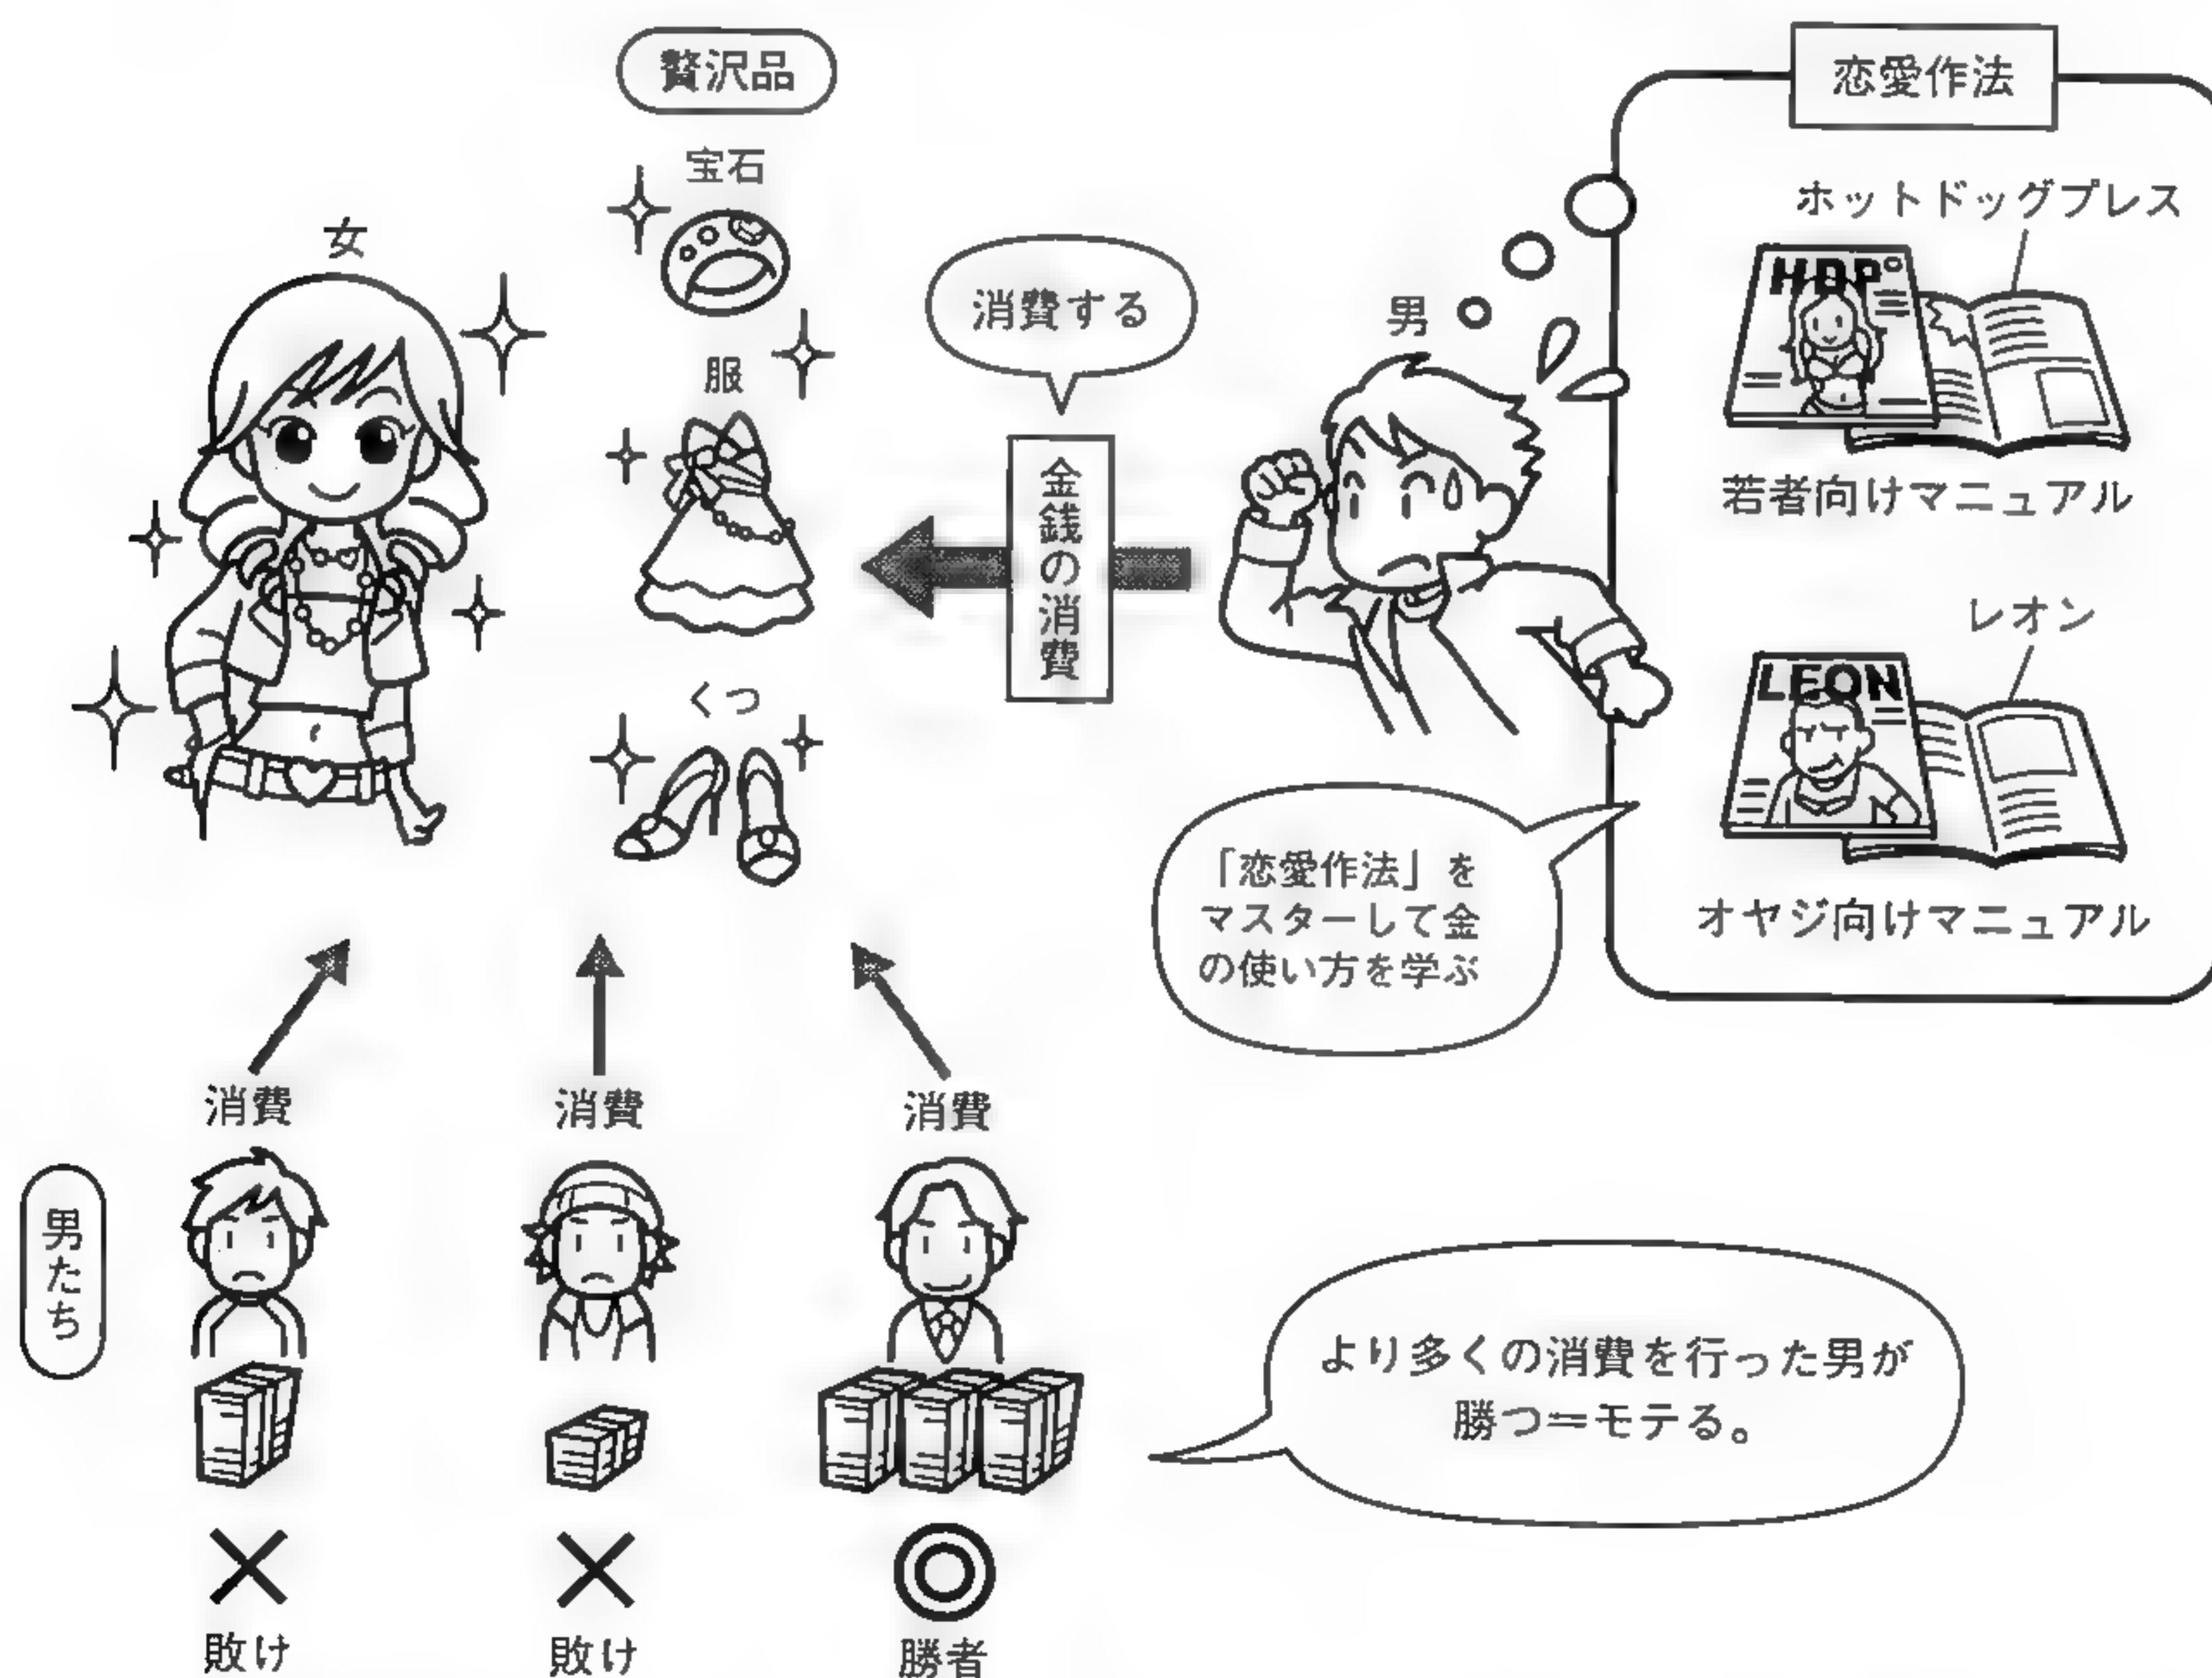 贅沢品
宝石
服
くつ
女
消費する
金銭の消費
男
恋愛作法
ホットドッグプレス
HDP
若者向けマニュアル
レオン
LEON
オヤジ向けマニュアル
「恋愛作法」を
マスターして金
の使い方を学ぶ
消費
消費
消費
男たち
より多くの消費を行った男が
勝つ＝モテる。
敗け
敗け
勝者